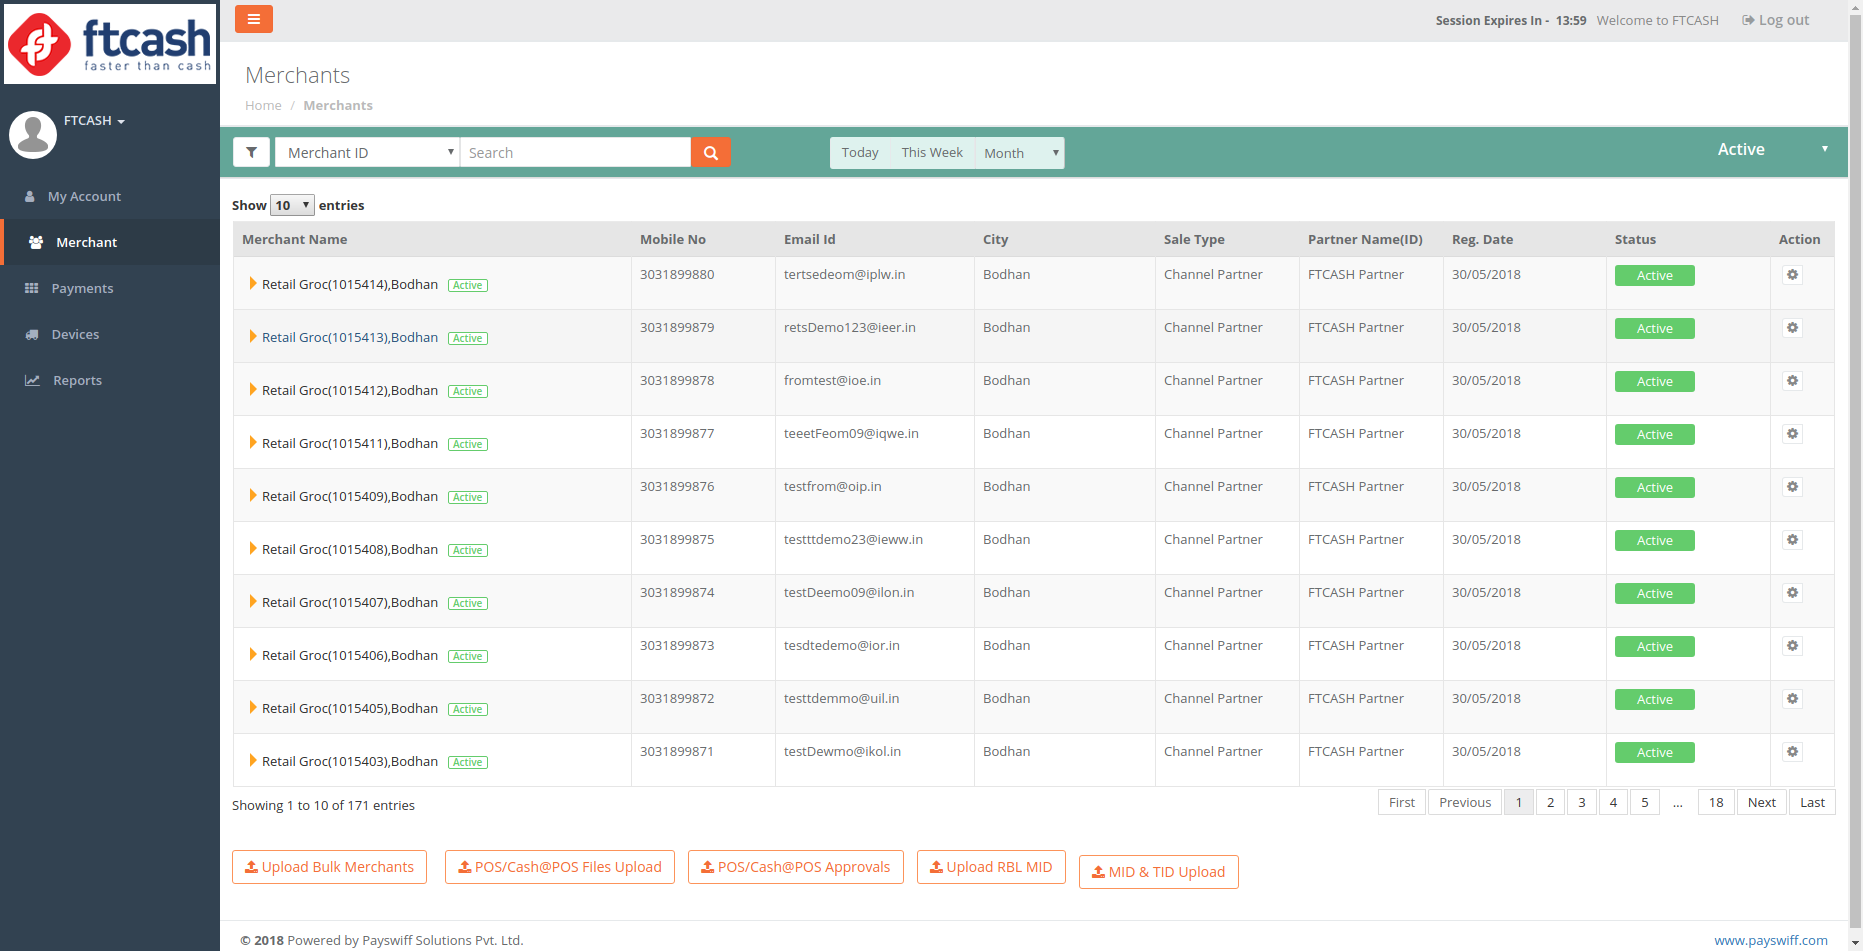 ftcash
faster than cash
Session Expires In - 13:59 Welcome to FTCASH Log out
FTCASH
My Account
Merchant
Payments
Devices
Reports
Merchants
Home / Merchants
Merchant ID Search Today This Week Month Active
Show 10 entries
Merchant Name Mobile No Email Id City Sale Type Partner Name(ID) Reg. Date Status Action
Retail Groc(1015414),Bodhan Active 3031899880 tertsedeom@iplw.in Bodhan Channel Partner FTCASH Partner 30/05/2018 Active
Retail Groc(1015413),Bodhan Active 3031899879 retsDemo123@ieer.in Bodhan Channel Partner FTCASH Partner 30/05/2018 Active
Retail Groc(1015412),Bodhan Active 3031899878 fromtest@ioe.in Bodhan Channel Partner FTCASH Partner 30/05/2018 Active
Retail Groc(1015411),Bodhan Active 3031899877 teeetFeom09@iqwe.in Bodhan Channel Partner FTCASH Partner 30/05/2018 Active
Retail Groc(1015409),Bodhan Active 3031899876 testfrom@oip.in Bodhan Channel Partner FTCASH Partner 30/05/2018 Active
Retail Groc(1015408),Bodhan Active 3031899875 testttdemo23@ieww.in Bodhan Channel Partner FTCASH Partner 30/05/2018 Active
Retail Groc(1015407),Bodhan Active 3031899874 testDeemo09@ilon.in Bodhan Channel Partner FTCASH Partner 30/05/2018 Active
Retail Groc(1015406),Bodhan Active 3031899873 tesdtedemo@ior.in Bodhan Channel Partner FTCASH Partner 30/05/2018 Active
Retail Groc(1015405),Bodhan Active 3031899872 testtdemmo@uil.in Bodhan Channel Partner FTCASH Partner 30/05/2018 Active
Retail Groc(1015403),Bodhan Active 3031899871 testDewmo@ikol.in Bodhan Channel Partner FTCASH Partner 30/05/2018 Active
Showing 1 to 10 of 171 entries First Previous 1 2 3 4 5 ... 18 Next Last
Upload Bulk Merchants POS/Cash@POS Files Upload POS/Cash@POS Approvals Upload RBL MID MID & TID Upload
© 2018 Powered by Payswiff Solutions Pvt. Ltd. www.payswiff.com